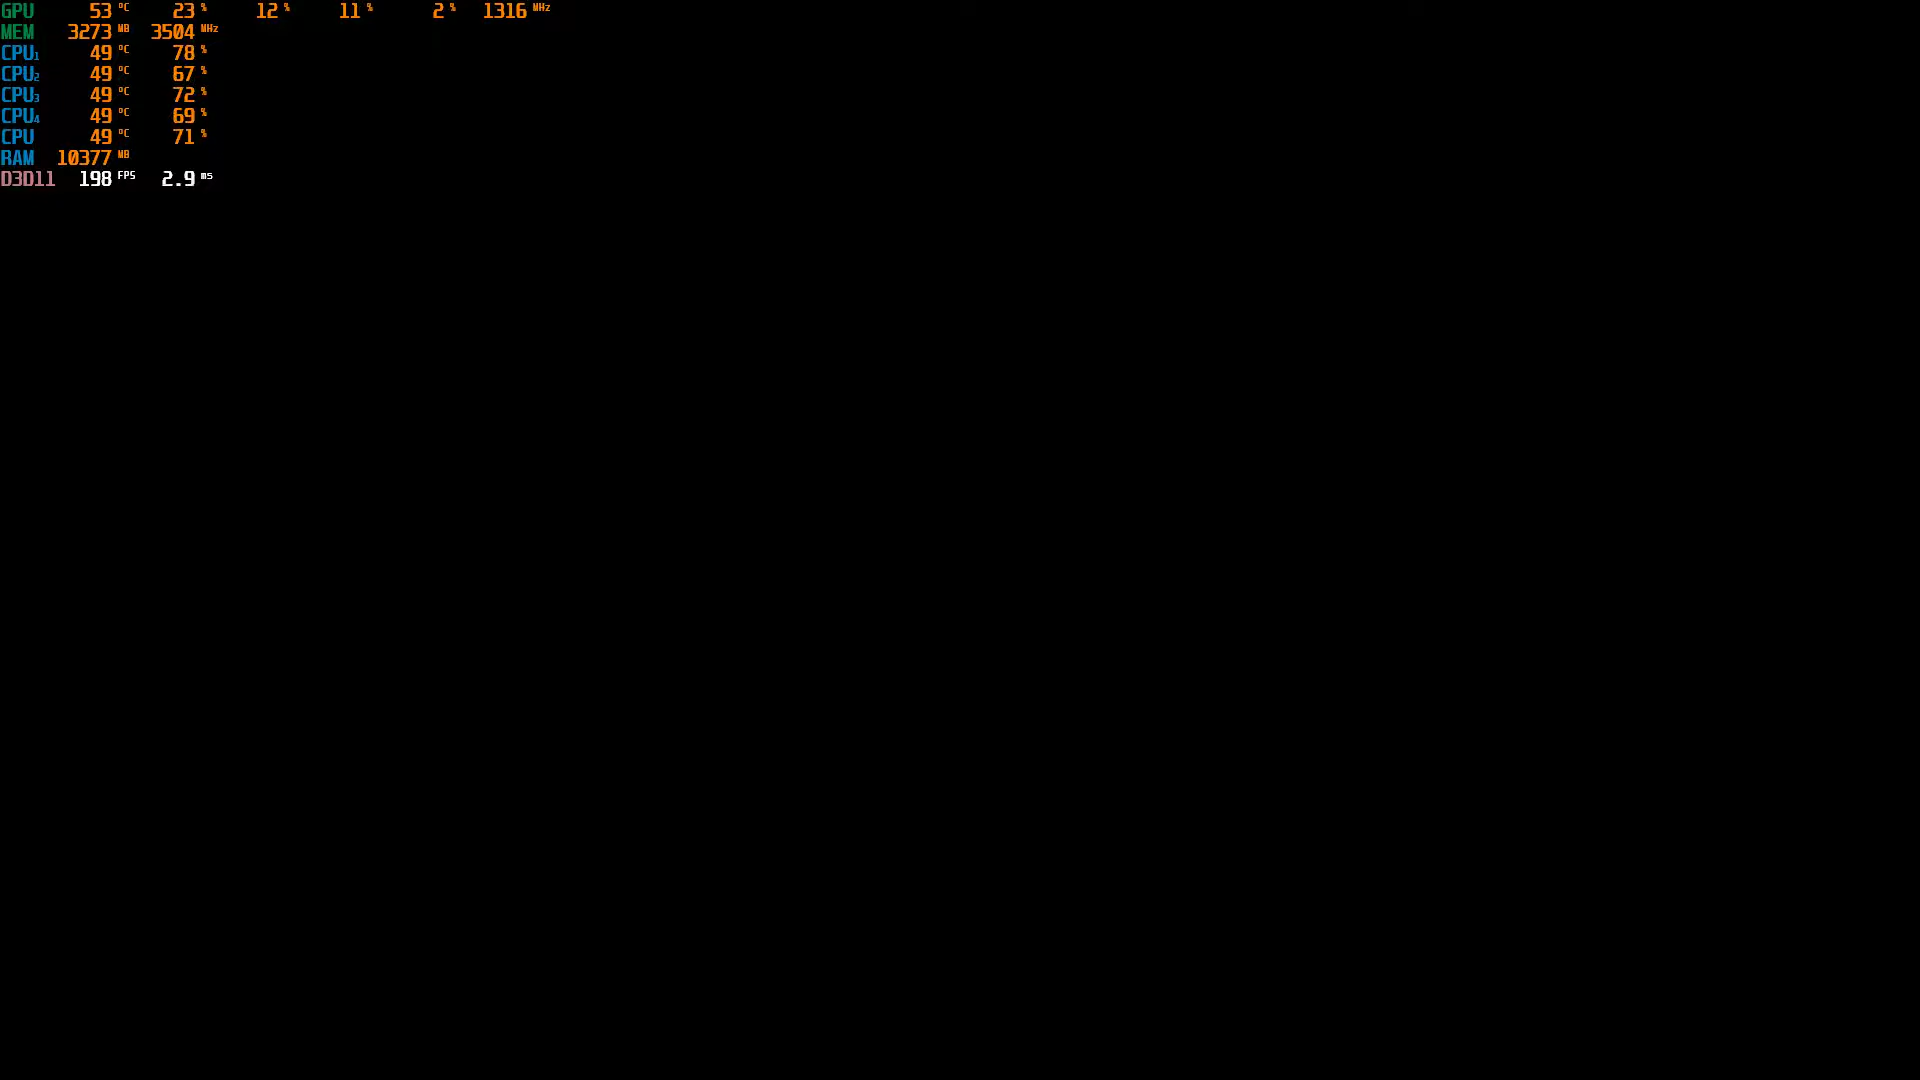 GPU 53 °C 23 % 12 % 11 % 2 % 1316 MHz
MEM 3273 MB 3504 MHz
CPU1 49 °C 78 %
CPU2 49 °C 67 %
CPU3 49 °C 72 %
CPU4 49 °C 69 %
CPU 49 °C 71 %
RAM 10377 MB
D3D11 198 FPS 2.9 ms